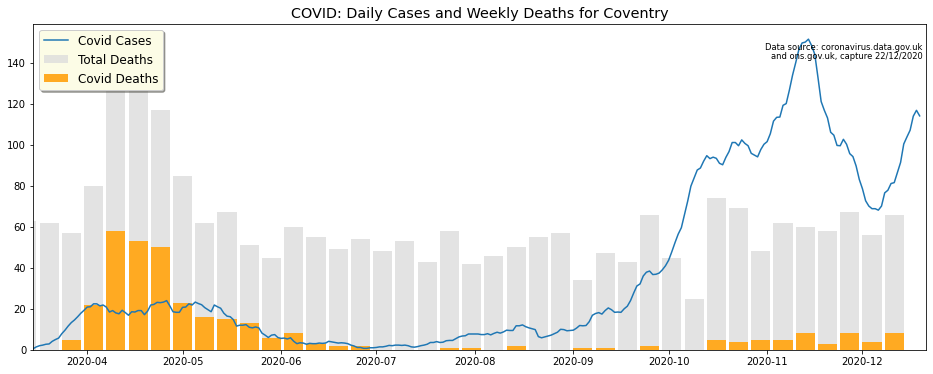 COVID: Daily Cases and Weekly Deaths for Coventry
Covid Cases
Total Deaths
Covid Deaths
Data source: coronavirus.data.gov.uk
and ons.gov.uk, capture 22/12/2020
140
120
100
80
60
40
20
0
2020-04 2020-05 2020-06 2020-07 2020-08 2020-09 2020-10 2020-11 2020-12